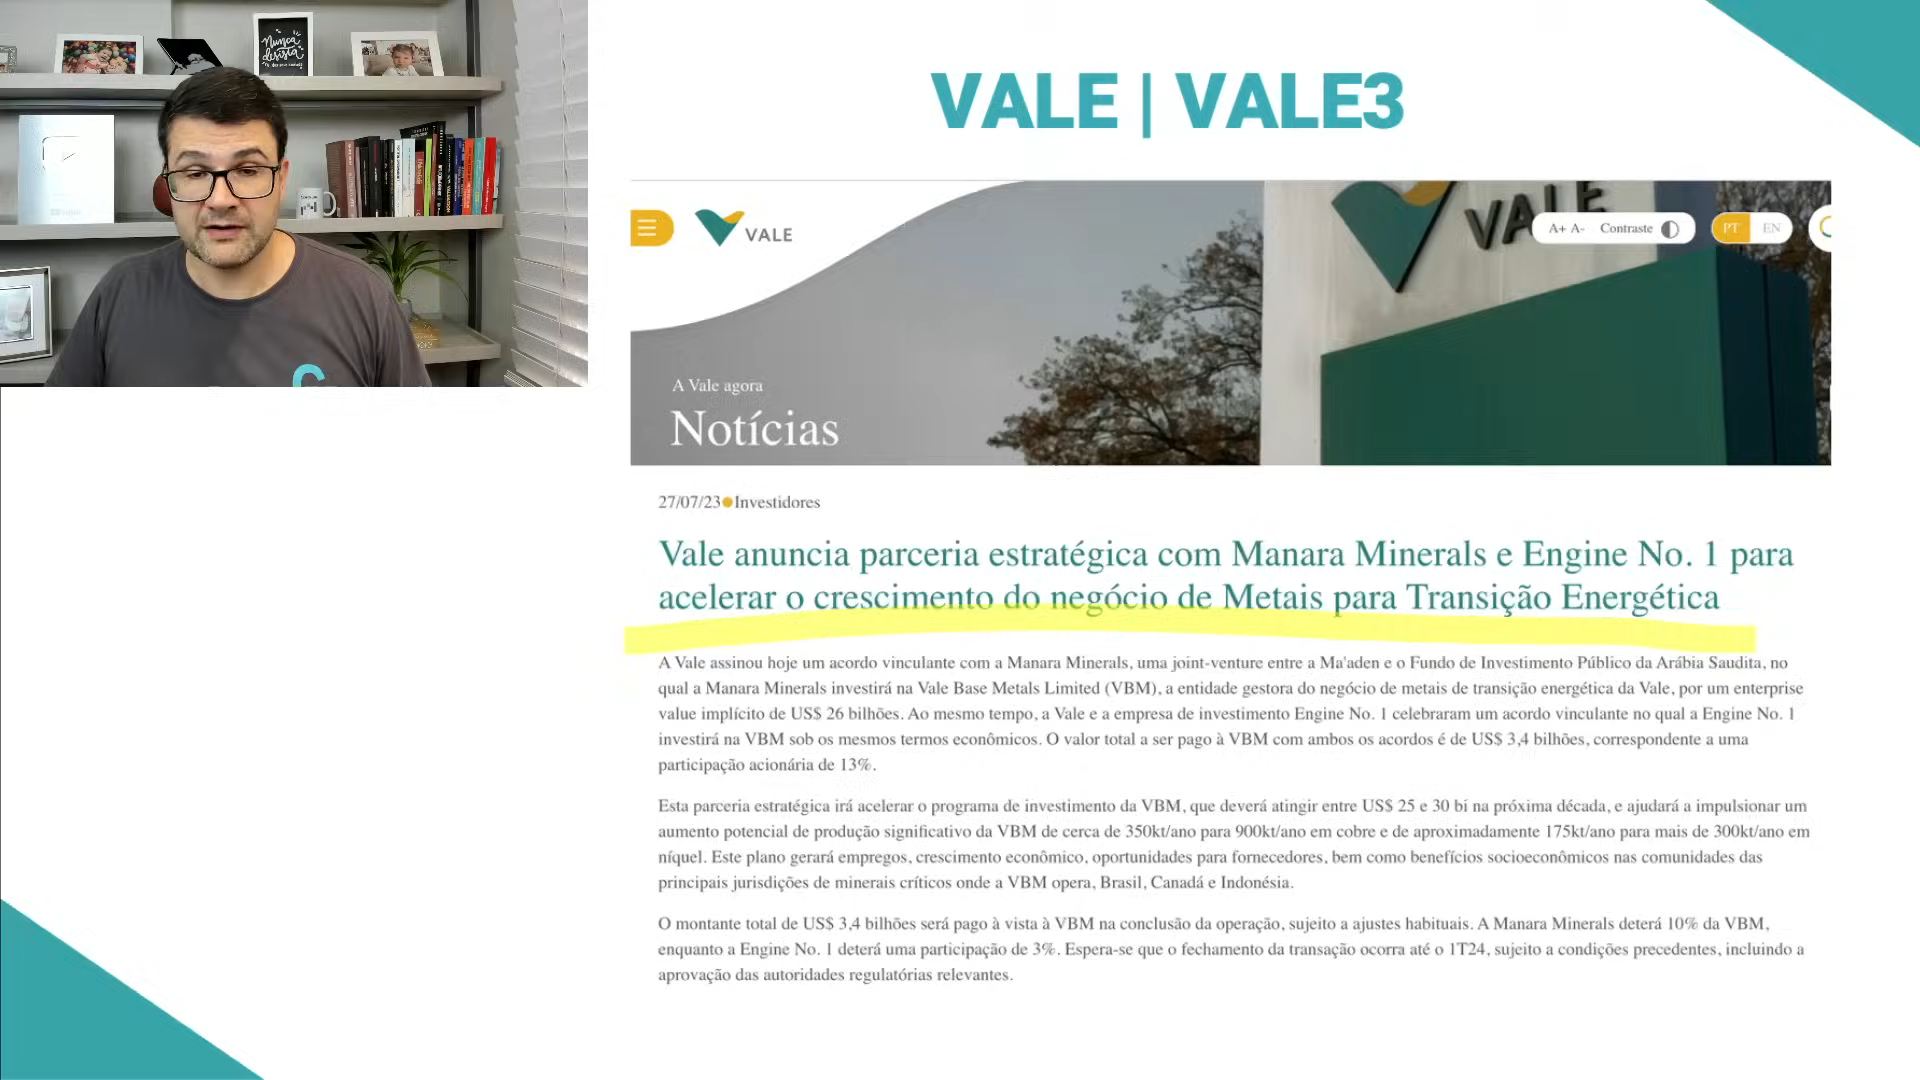 Nunca
desista
VALE | VALE3
VALE
VALE
A+ A- Contraste
PT EN
A Vale agora
Notícias
27/07/23 Investidores
Vale anuncia parceria estratégica com Manara Minerals e Engine No. 1 para
acelerar o crescimento do negócio de Metais para Transição Energética
A Vale assinou hoje um acordo vinculante com a Manara Minerals, uma joint-venture entre a Ma'aden e o Fundo de Investimento Público da Arábia Saudita, no
qual a Manara Minerals investirá na Vale Base Metals Limited (VBM), a entidade gestora do negócio de metais de transição energética da Vale, por um enterprise
value implícito de US$ 26 bilhões. Ao mesmo tempo, a Vale e a empresa de investimento Engine No. 1 celebraram um acordo vinculante no qual a Engine No. 1
investirá na VBM sob os mesmos termos econômicos. O valor total a ser pago à VBM com ambos os acordos é de US$ 3,4 bilhões, correspondente a uma
participação acionária de 13%.
Esta parceria estratégica irá acelerar o programa de investimento da VBM, que deverá atingir entre US$ 25 e 30 bi na próxima década, e ajudará a impulsionar um
aumento potencial de produção significativo da VBM de cerca de 350kt/ano para 900kt/ano em cobre e de aproximadamente 175kt/ano para mais de 300kt/ano em
níquel. Este plano gerará empregos, crescimento econômico, oportunidades para fornecedores, bem como benefícios socioeconômicos nas comunidades das
principais jurisdições de minerais críticos onde a VBM opera, Brasil, Canadá e Indonésia.
O montante total de US$ 3,4 bilhões será pago à vista à VBM na conclusão da operação, sujeito a ajustes habituais. A Manara Minerals deterá 10% da VBM,
enquanto a Engine No. 1 deterá uma participação de 3%. Espera-se que o fechamento da transação ocorra até o 1T24, sujeito a condições precedentes, incluindo a
aprovação das autoridades regulatórias relevantes.